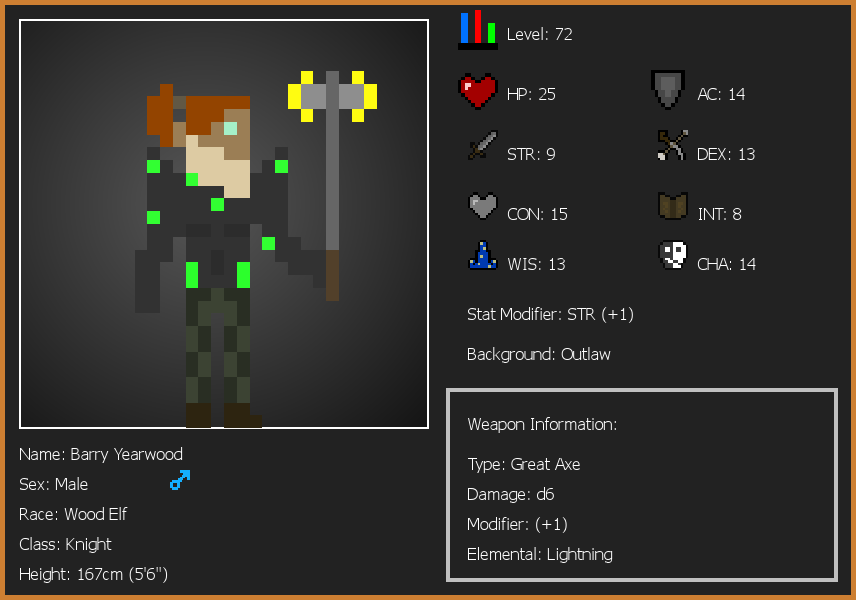 Level: 72
HP: 25
AC: 14
STR: 9
DEX: 13
CON: 15
INT: 8
WIS: 13
CHA: 14
Stat Modifier: STR (+1)
Background: Outlaw
Weapon Information:
Type: Great Axe
Damage: d6
Modifier: (+1)
Elemental: Lightning
Name: Barry Yearwood
Sex: Male
Race: Wood Elf
Class: Knight
Height: 167cm (5'6")